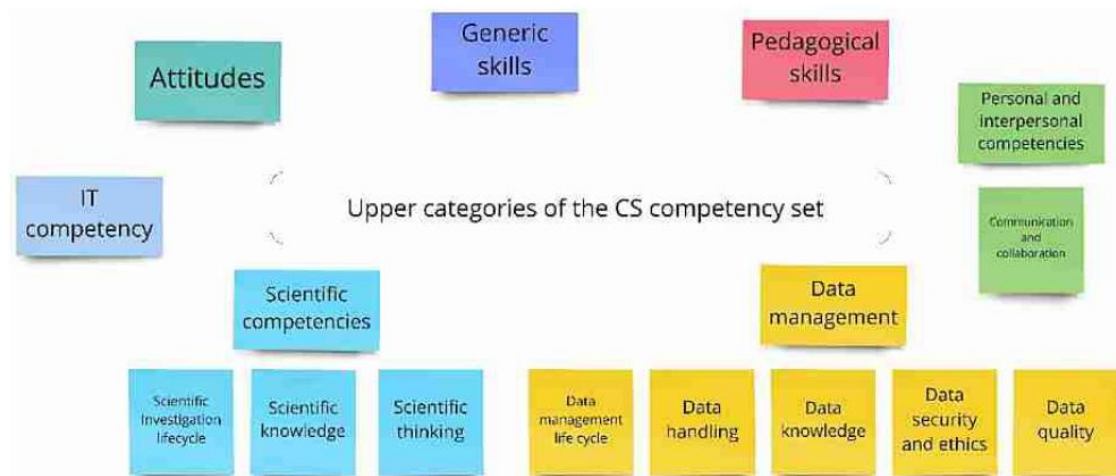 Attitudes
Generic
skills
Pedagogical
skills
Personal and
interpersonal
competencies
IT
competency
Upper categories of the CS competency set
Communication
and
collaboration
Scientific
competencies
Data
management
Scientific
Investigation
lifecycle
Scientific
knowledge
Scientific
thinking
Data
management
life cycle
Data
handling
Data
knowledge
Data
security
and ethics
Data
quality